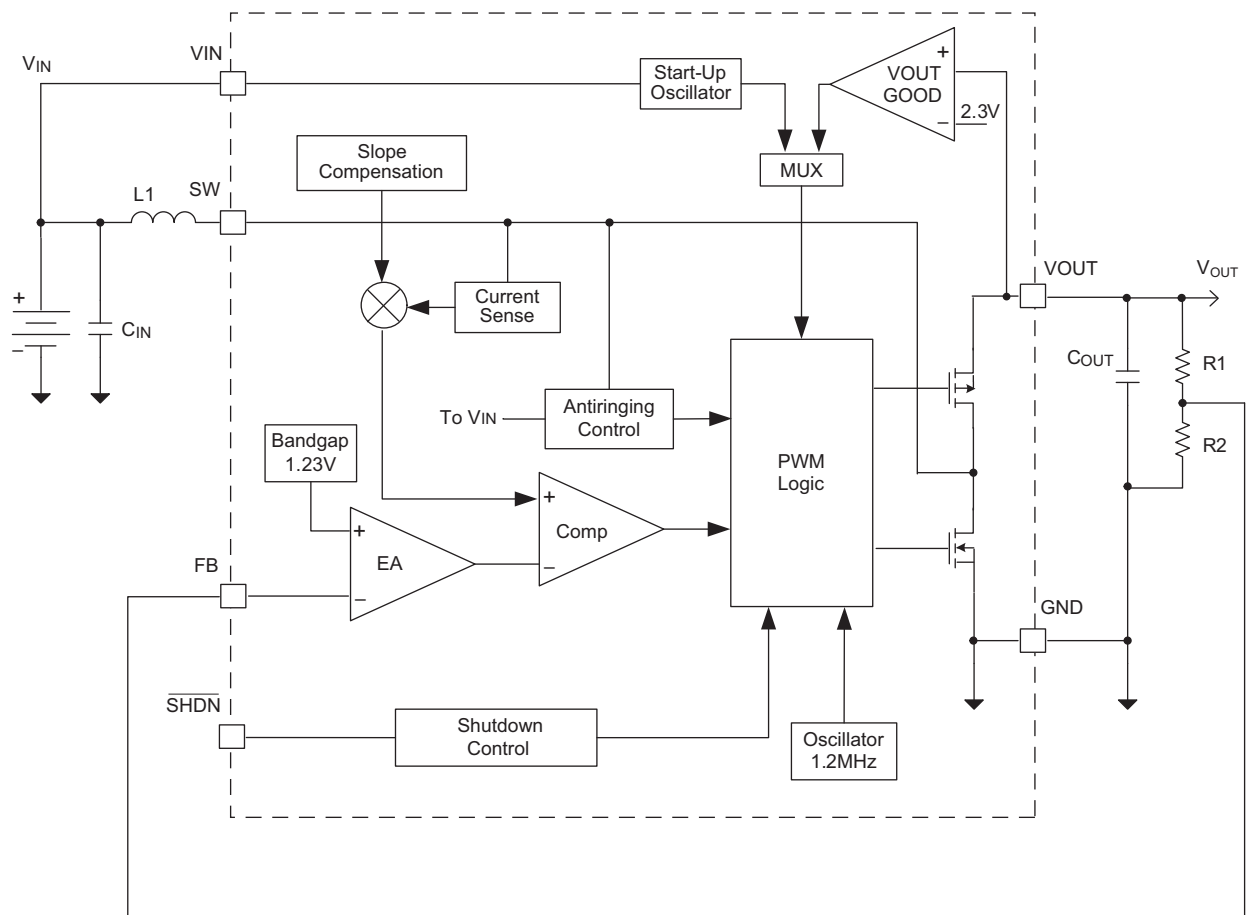 VIN
VIN
Start-Up
Oscillator
+
VOUT
GOOD
2.3V
−
Slope
Compensation
MUX
L1
SW
VOUT
VOUT
+
−
CIN
Current
Sense
COUT
R1
To VIN
Antiringing
Control
R2
Bandgap
1.23V
PWM
Logic
+
Comp
−
+
EA
−
FB
GND
SHDN
Shutdown
Control
Oscillator
1.2MHz